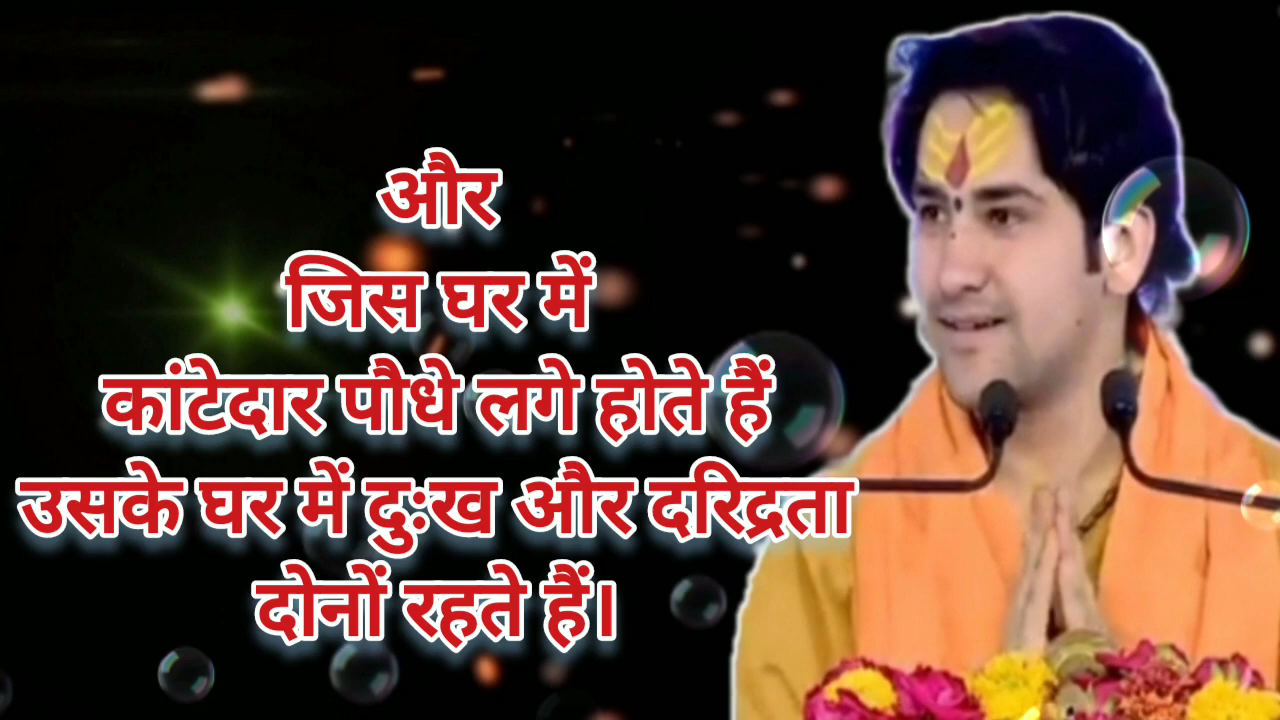 और
जिस घर में
कांटेदार पौधे लगे होते हैं
उसके घर में दुःख और दरिद्रता
दोनों रहते हैं।